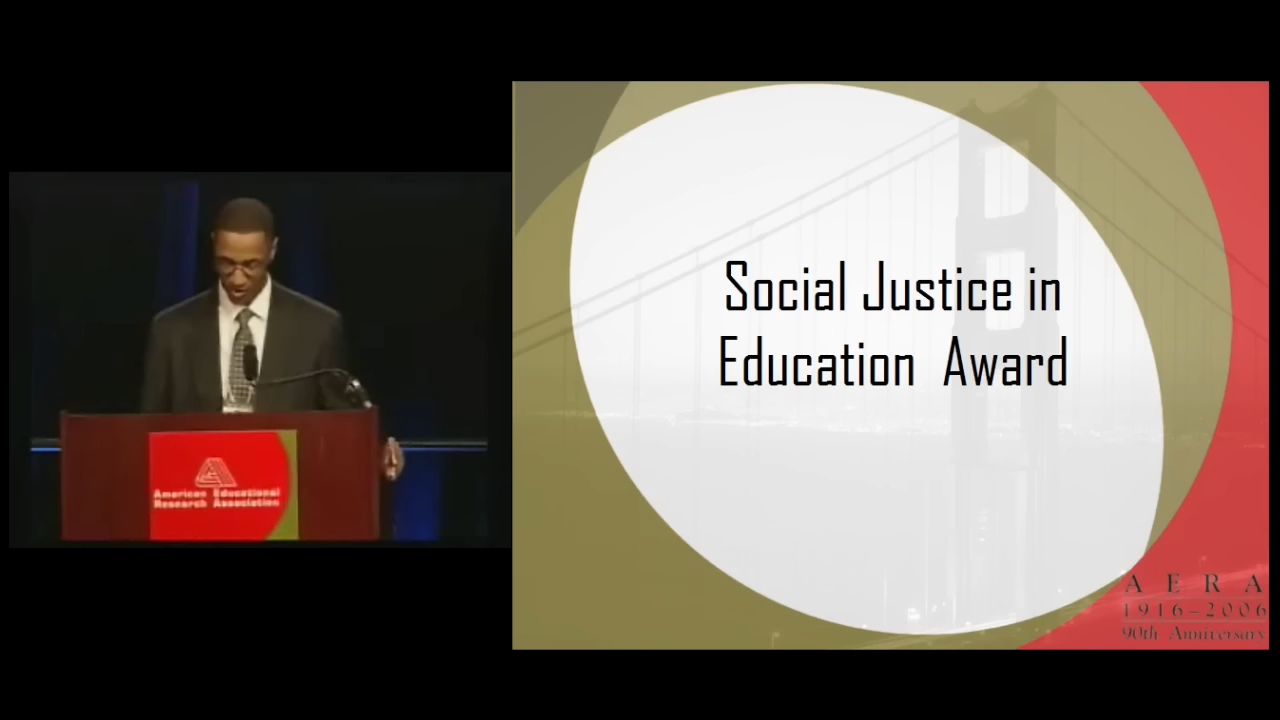 American Educational
Research Association
Social Justice in
Education Award
A E R A
1916–2006
90th Anniversary